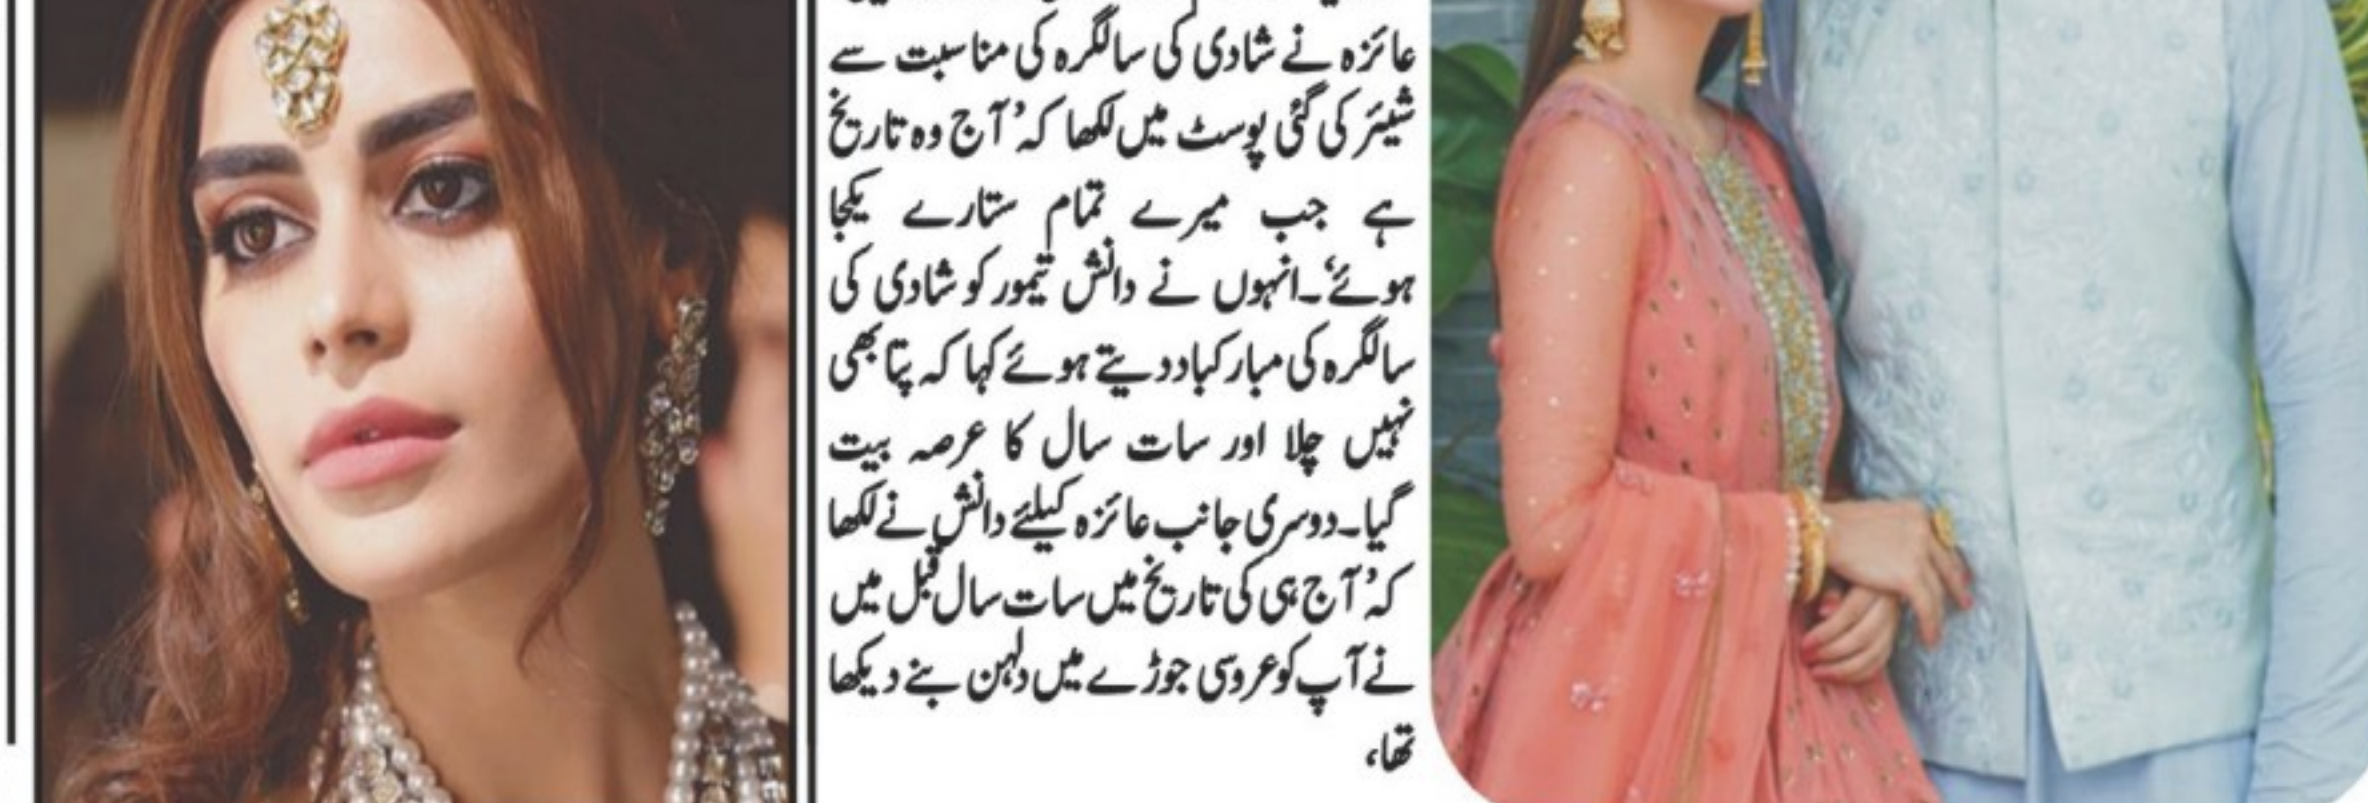 عائزہ نے شادی کی سالگرہ کی مناسبت سے
شیئر کی گئی پوسٹ میں لکھا کہ ’آج وہ تاریخ
ہے جب میرے تمام ستارے یکجا
ہوئے‘۔انہوں نے دانش تیمور کو شادی کی
سالگرہ کی مبارکباد دیتے ہوئے کہا کہ پتا بھی
نہیں چلا اور سات سال کا عرصہ بیت
گیا۔دوسری جانب عائزہ کیلئے دانش نے لکھا
کہ ’آج ہی کی تاریخ میں سات سال قبل میں
نے آپ کو عروسی جوڑے میں دلہن بنے دیکھا
تھا،